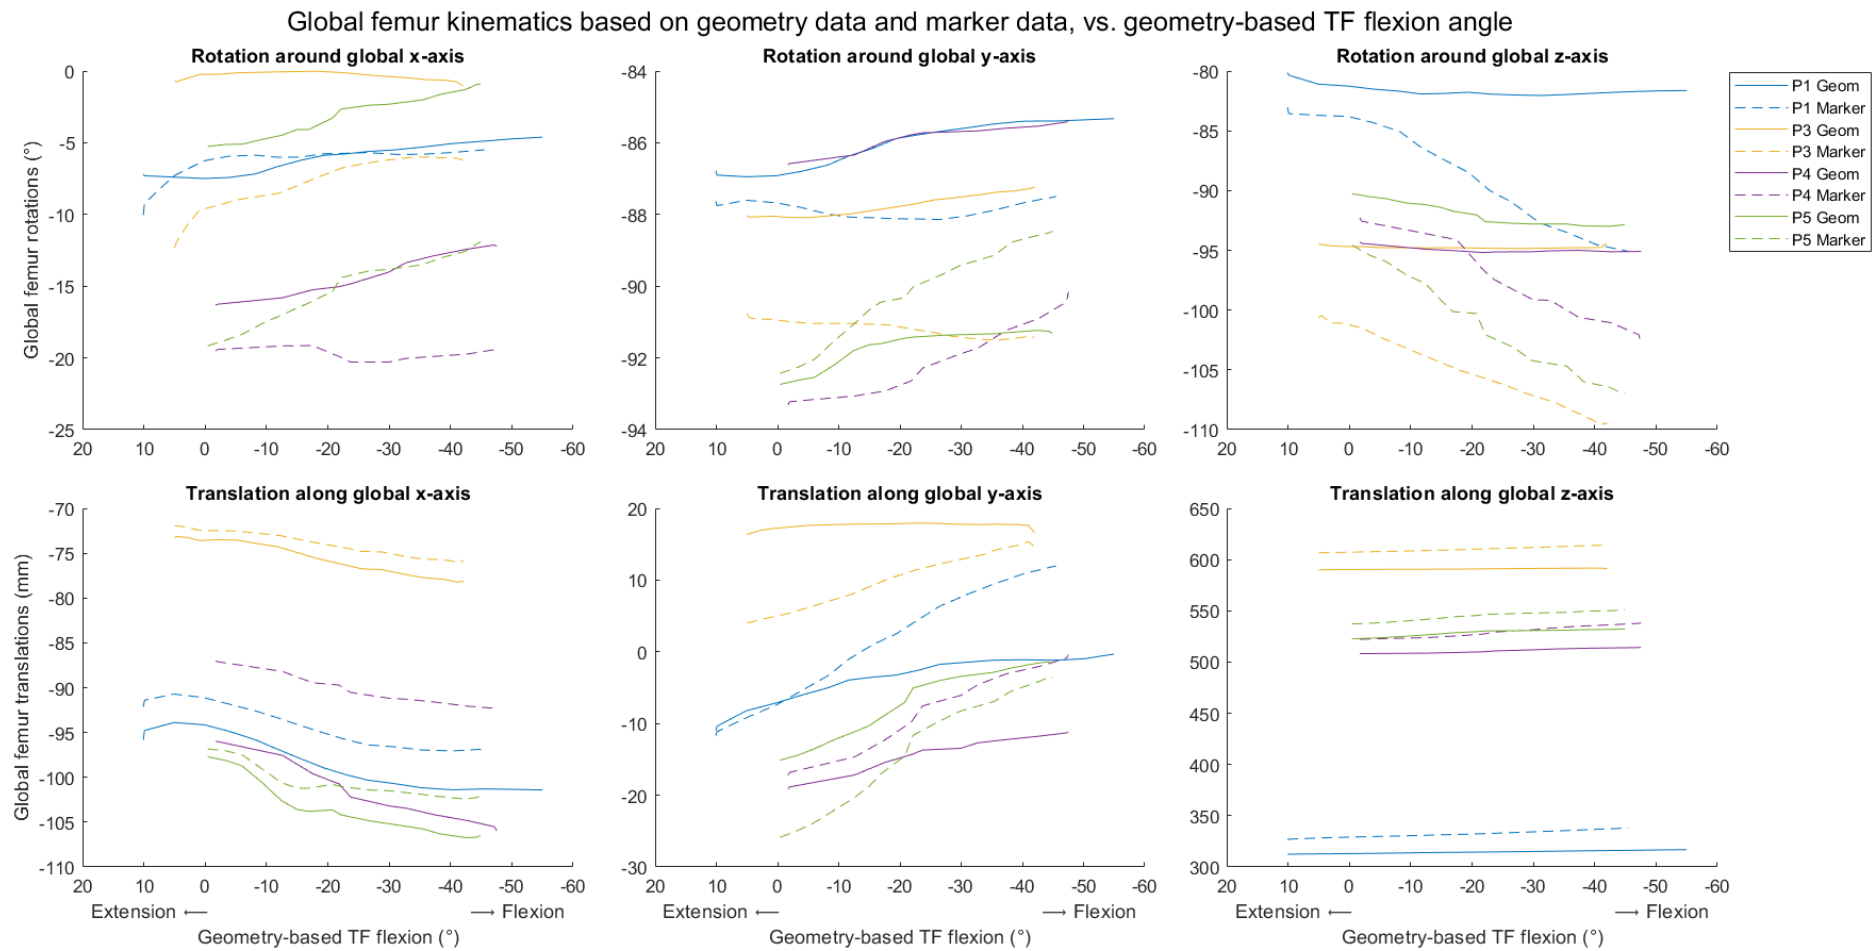 Global femur kinematics based on geometry data and marker data, vs. geometry-based TF flexion angle
Rotation around global x-axis
Global femur rotations (°)
0
-5
-10
-15
-20
-25
20 10 0 -10 -20 -30 -40 -50 -60
Rotation around global y-axis
-84
-86
-88
-90
-92
-94
20 10 0 -10 -20 -30 -40 -50 -60
Rotation around global z-axis
-80
-85
-90
-95
-100
-105
-110
20 10 0 -10 -20 -30 -40 -50 -60
P1 Geom
P1 Marker
P3 Geom
P3 Marker
P4 Geom
P4 Marker
P5 Geom
P5 Marker
Translation along global x-axis
Global femur translations (mm)
-70
-75
-80
-85
-90
-95
-100
-105
-110
20 10 0 -10 -20 -30 -40 -50 -60
Extension ← → Flexion
Geometry-based TF flexion (°)
Translation along global y-axis
20
10
0
-10
-20
-30
20 10 0 -10 -20 -30 -40 -50 -60
Extension ← → Flexion
Geometry-based TF flexion (°)
Translation along global z-axis
650
600
550
500
450
400
350
300
20 10 0 -10 -20 -30 -40 -50 -60
Extension ← → Flexion
Geometry-based TF flexion (°)